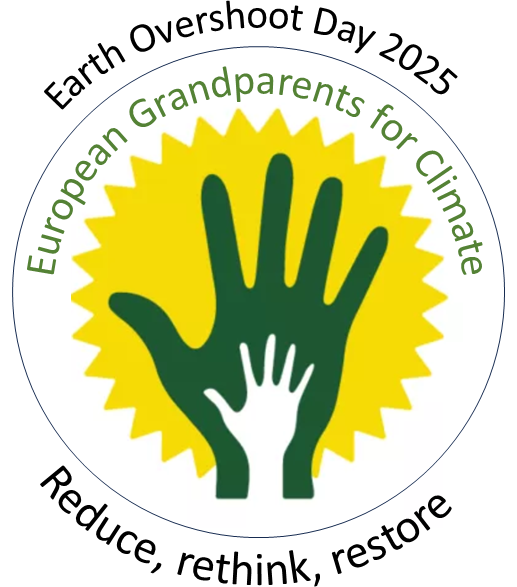 Earth Overshoot Day 2025
European Grandparents for Climate
Reduce, rethink, restore